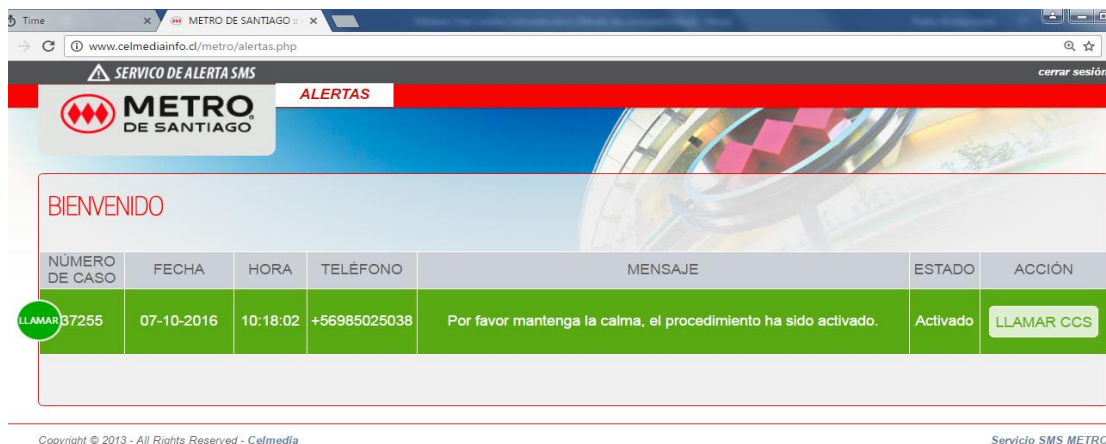 Time
METRO DE SANTIAGO ::
www.celmediainfo.cl/metro/alertas.php
SERVICO DE ALERTA SMS
cerrar sesión
ALERTAS
METRO
DE SANTIAGO
BIENVENIDO
NÚMERO DE CASO FECHA HORA TELÉFONO MENSAJE ESTADO ACCIÓN
LLAMAR 37255 07-10-2016 10:18:02 +56985025038 Por favor mantenga la calma, el procedimiento ha sido activado. Activado LLAMAR CCS
Copyright © 2013 - All Rights Reserved - Celmedia
Servicio SMS METRO